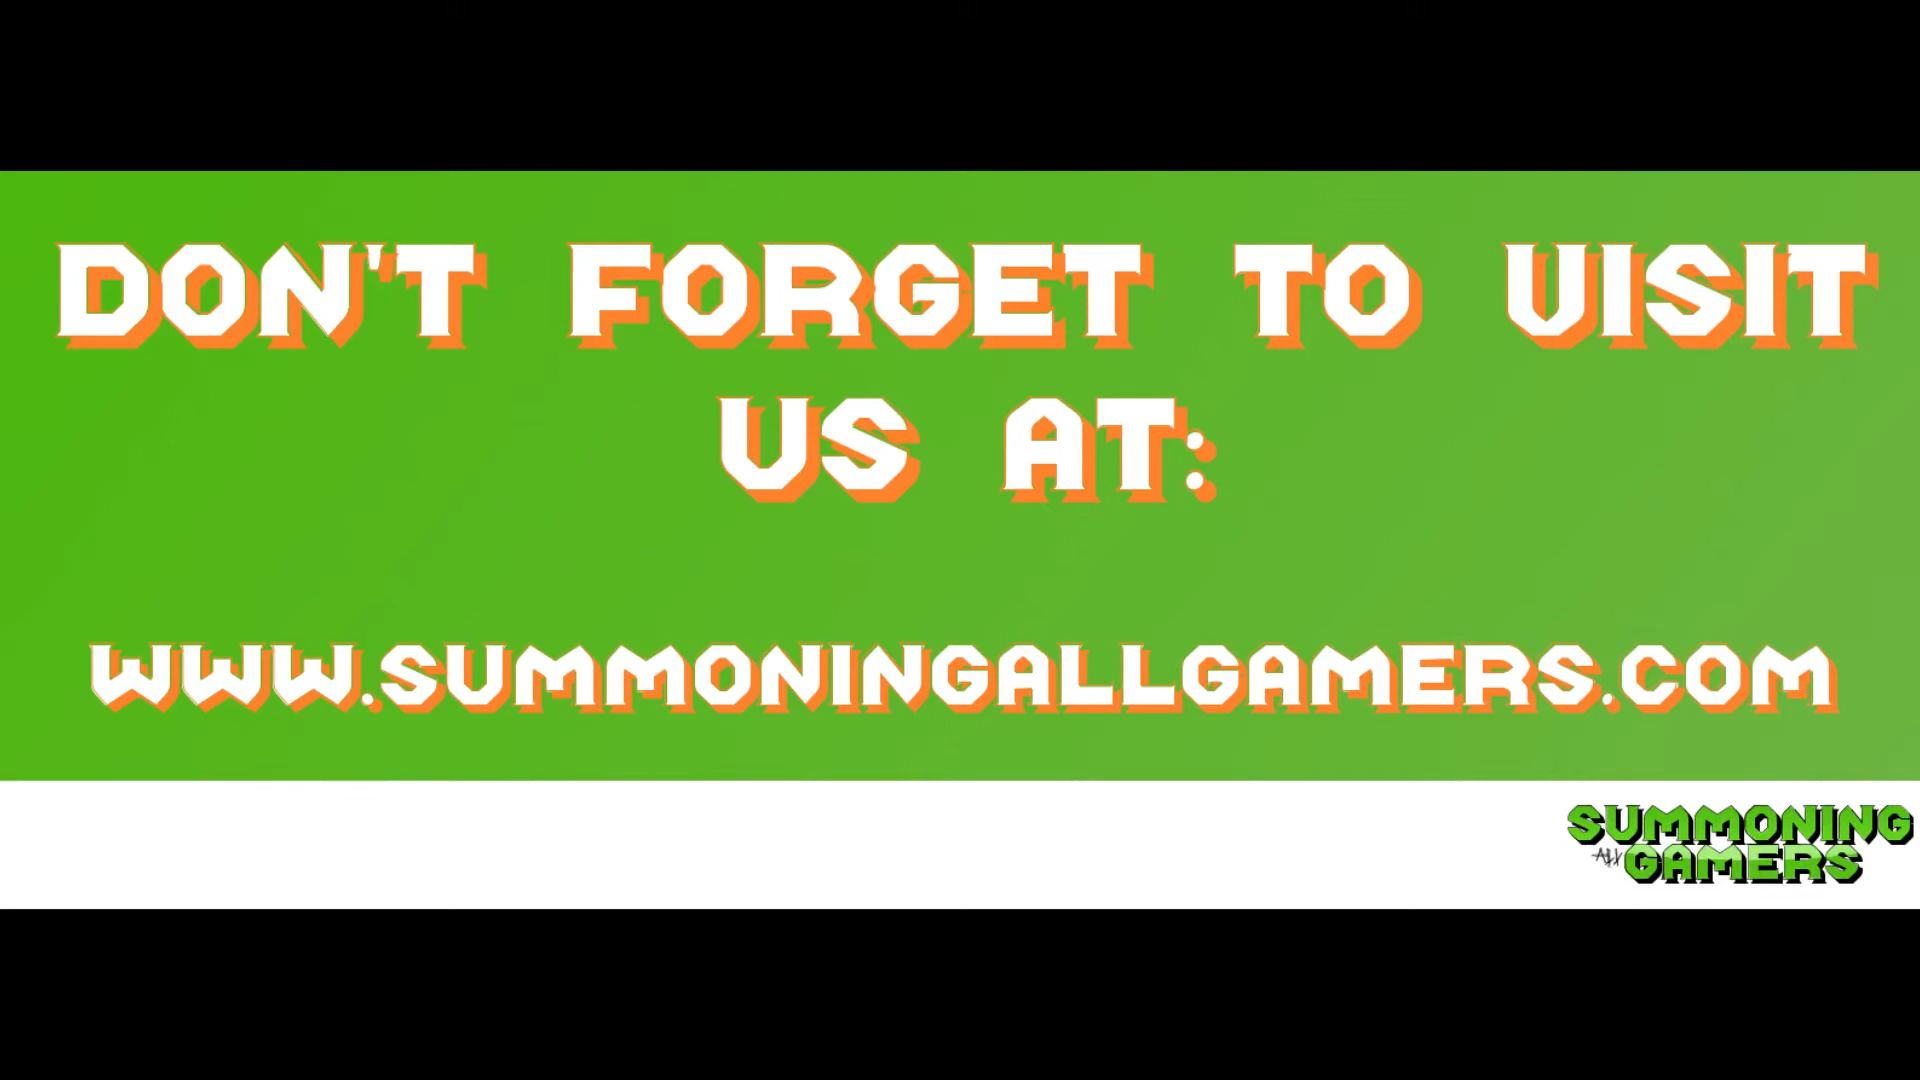 DON'T FORGET TO VISIT
US AT:
WWW.SUMMONINGALLGAMERS.COM
SUMMONING
ALL GAMERS